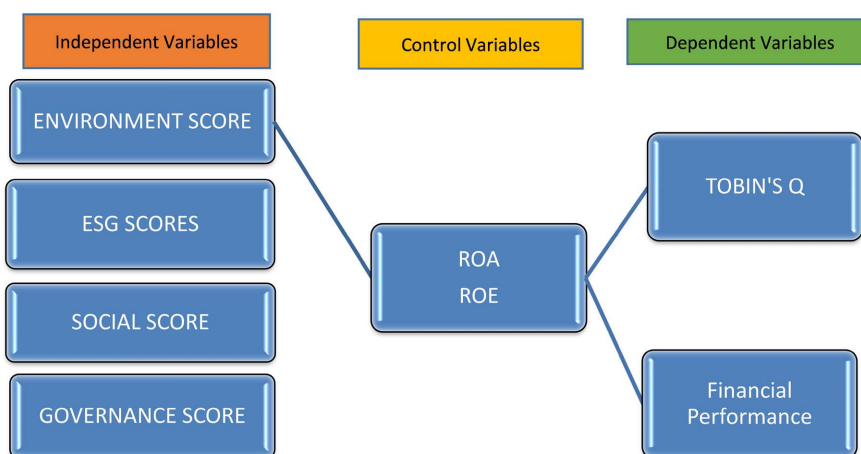 Independent Variables
Control Variables
Dependent Variables
ENVIRONMENT SCORE
ESG SCORES
SOCIAL SCORE
GOVERNANCE SCORE
ROA
ROE
TOBIN'S Q
Financial
Performance